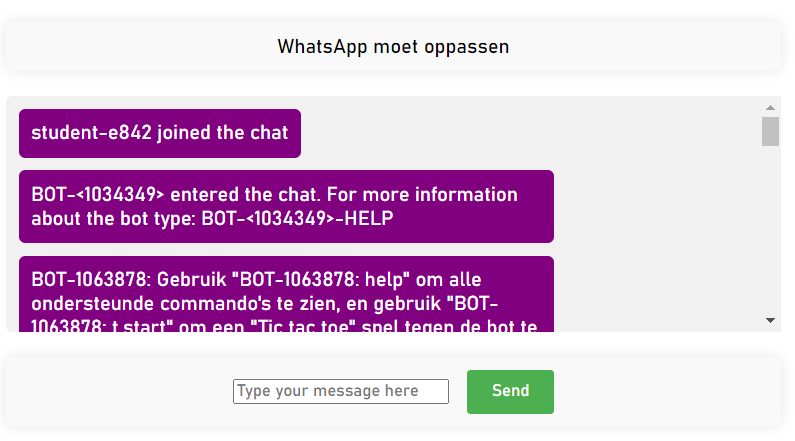 WhatsApp moet oppassen
student-e842 joined the chat
BOT-<1034349> entered the chat. For more information
about the bot type: BOT-<1034349>-HELP
BOT-1063878: Gebruik "BOT-1063878: help" om alle
ondersteunde commando's te zien, en gebruik "BOT-
1063878: t start" om een "Tic tac toe" spel tegen de bot te
Type your message here
Send